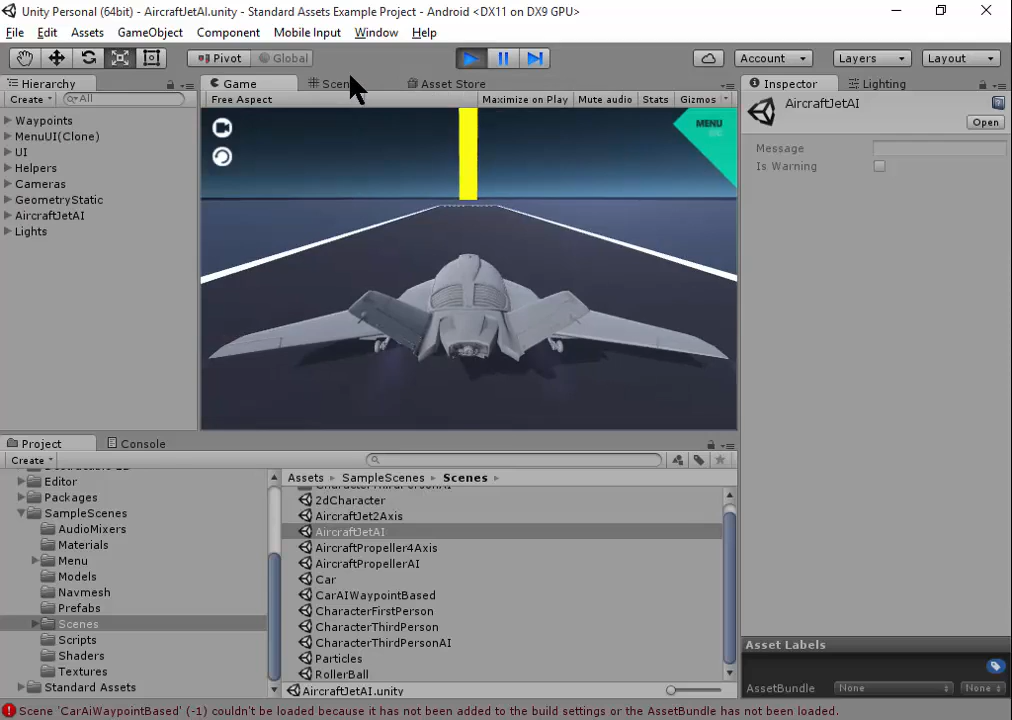 Unity Personal (64bit) - AircraftJetAI.unity - Standard Assets Example Project - Android <DX11 on DX9 GPU>
File Edit Assets GameObject Component Mobile Input Window Help
Pivot Global Account Layers Layout
Hierarchy Game Scen Asset Store Inspector Lighting
Create All Free Aspect Maximize on Play Mute audio Stats Gizmos AircraftJetAI
Open
Waypoints
MenuUI(Clone)
UI
Helpers
Cameras
GeometryStatic
AircraftJetAI
Lights
MENU
Message
Is Warning
Project Console
Create
Assets SampleScenes Scenes
Editor
Packages
SampleScenes
AudioMixers
Materials
Menu
Models
Navmesh
Prefabs
Scenes
Scripts
Shaders
Textures
Standard Assets
CharacterThirdPersonAI
2dCharacter
AircraftJet2Axis
AircraftJetAI
AircraftPropeller4Axis
AircraftPropellerAI
Car
CarAIWaypointBased
CharacterFirstPerson
CharacterThirdPerson
CharacterThirdPersonAI
Particles
RollerBall
AircraftJetAI.unity
Asset Labels
AssetBundle None None
Scene 'CarAiWaypointBased' (-1) couldn't be loaded because it has not been added to the build settings or the AssetBundle has not been loaded.